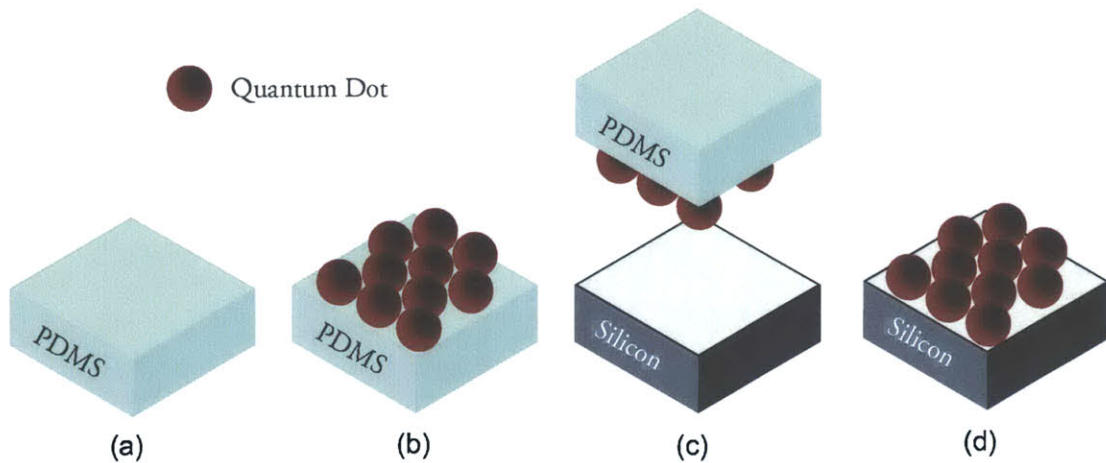 Quantum Dot
PDMS
PDMS
PDMS
Silicon
Silicon
(a)
(b)
(c)
(d)